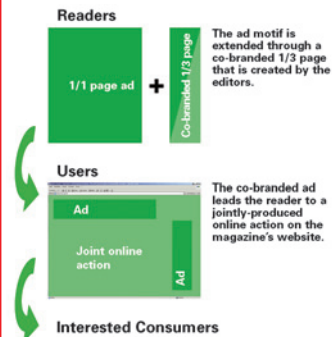 Readers
1/1 page ad
+
Co-branded 1/3 page
The ad motif is
extended through a
co-branded 1/3 page
that is created by the
editors.
Users
Ad
Joint online
action
Ad
The co-branded ad
leads the reader to a
jointly-produced
online action on the
magazine's website.
Interested Consumers